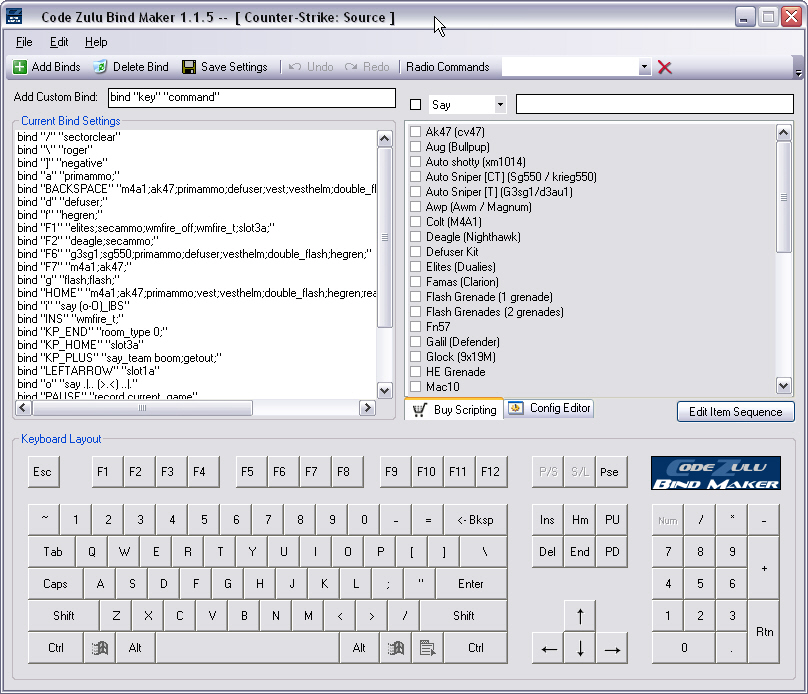 Code Zulu Bind Maker 1.1.5 -- [ Counter-Strike: Source ]
File Edit Help
Add Binds Delete Bind Save Settings Undo Redo Radio Commands
Add Custom Bind: bind "key" "command"
Say
Current Bind Settings
bind "/" "sectorclear"
bind "\" "roger"
bind "]" "negative"
bind "a" "primammo;"
bind "BACKSPACE" "m4a1;ak47;primammo;defuser;vest;vesthelm;double_fl
bind "d" "defuser;"
bind "f" "hegren;"
bind "F1" "elites;secammo;wmfire_off;wmfire_t;slot3a;"
bind "F2" "deagle;secammo;"
bind "F6" "g3sg1;sg550;primammo;defuser;vesthelm;double_flash;hegren;"
bind "F7" "m4a1;ak47;"
bind "g" "flash;flash;"
bind "HOME" "m4a1;ak47;primammo;vest;vesthelm;double_flash;hegren;rea
bind "i" "say (o-0)_IBS"
bind "INS" "wmfire_t;"
bind "KP_END" "room_type 0;"
bind "KP_HOME" "slot3a"
bind "KP_PLUS" "say_team boom;getout;"
bind "LEFTARROW" "slot1a"
bind "o" "say .|.. (>.<) ..|."
bind "PAUSE" "record current_game"
Ak47 (cv47)
Aug (Bullpup)
Auto shotty (xm1014)
Auto Sniper [CT] (Sg550 / krieg550)
Auto Sniper [T] (G3sg1/d3au1)
Awp (Awm / Magnum)
Colt (M4A1)
Deagle (Nighthawk)
Defuser Kit
Elites (Dualies)
Famas (Clarion)
Flash Grenade (1 grenade)
Flash Grenades (2 grenades)
Fn57
Galil (Defender)
Glock (9x19M)
HE Grenade
Mac10
Buy Scripting Config Editor
Edit Item Sequence
Keyboard Layout
Esc F1 F2 F3 F4 F5 F6 F7 F8 F9 F10 F11 F12 P/S S/L Pse
CODE ZULU
BIND MAKER
~ 1 2 3 4 5 6 7 8 9 0 - = <- Bksp Ins Hm PU Num / * -
Tab Q W E R T Y U I O P [ ] \ Del End PD 7 8 9 +
Caps A S D F G H J K L ; " Enter 4 5 6
Shift Z X C V B N M < > / Shift ↑ 1 2 3 Rtn
Ctrl Alt Alt Ctrl ← ↓ → 0 .